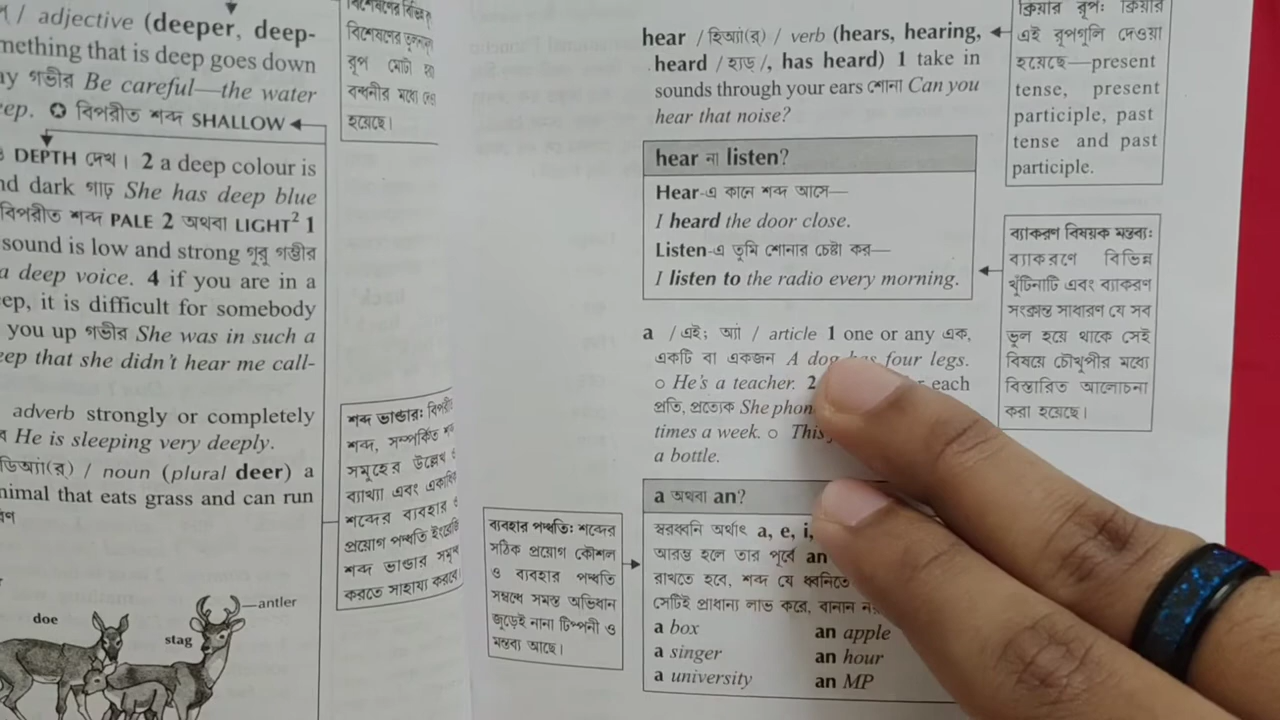 adjective (deeper, deep-
mething that is deep goes down
গভীর Be careful—the water
ep. ✪ বিপরীত শব্দ SHALLOW
DEPTH দেখ। 2 a deep colour is
nd dark গাঢ় She has deep blue
বিপরীত শব্দ PALE 2 অথবা LIGHT² 1
sound is low and strong গুরু গম্ভীর
a deep voice. 4 if you are in a
ep, it is difficult for somebody
you up গভীর She was in such a
eep that she didn't hear me call-
adverb strongly or completely
He is sleeping very deeply.
noun (plural deer) a
nimal that eats grass and can run
doe
stag
antler
বিশেষণের
রূপ মোটা
বন্ধনীর মধ্যে
হয়েছে।
শব্দ ভাণ্ডার:
শব্দ, সম্পর্কিত
সমূহের উল্লেখ
ব্যাখ্যা এবং
শব্দের ব্যবহার
প্রয়োগ পদ্ধতি
শব্দ ভাণ্ডার
করতে সাহায্য করবে
hear / হিঅ্যা(র্) / verb (hears, hearing,
heard / হাড্ /, has heard) 1 take in
sounds through your ears শোনা Can you
hear that noise?
hear না listen?
Hear-এ কানে শব্দ আসে—
I heard the door close.
Listen-এ তুমি শোনার চেষ্টা কর—
I listen to the radio every morning.
a / এই; অ্যা / article 1 one or any এক,
একটি বা একজন A dog has four legs.
○ He's a teacher. 2 each
প্রতি, প্রত্যেক She phon
times a week. ○ This
a bottle.
a অথবা an?
স্বরধ্বনি অর্থাৎ a, e, i,
আরম্ভ হলে তার পূর্বে an
রাখতে হবে, শব্দ যে ধ্বনিতে
সেটিই প্রাধান্য লাভ করে, বানান
a box an apple
a singer an hour
a university an MP
ক্রিয়ার রূপ: ক্রিয়ার
এই রূপগুলি দেওয়া
হয়েছে—present
tense, present
participle, past
tense and past
participle.
ব্যাকরণ বিষয়ক মন্তব্য:
ব্যাকরণে বিভিন্ন
খুঁটিনাটি এবং ব্যাকরণ
সংক্রান্ত সাধারণ যে সব
ভুল হয়ে থাকে সেই
বিষয়ে চৌখুপীর মধ্যে
বিস্তারিত আলোচনা
করা হয়েছে।
ব্যবহার পদ্ধতি: শব্দের
সঠিক প্রয়োগ কৌশল
ও ব্যবহার পদ্ধতি
সম্বন্ধে সমস্ত অভিধান
জুড়েই নানা টিপ্পনী ও
মন্তব্য আছে।